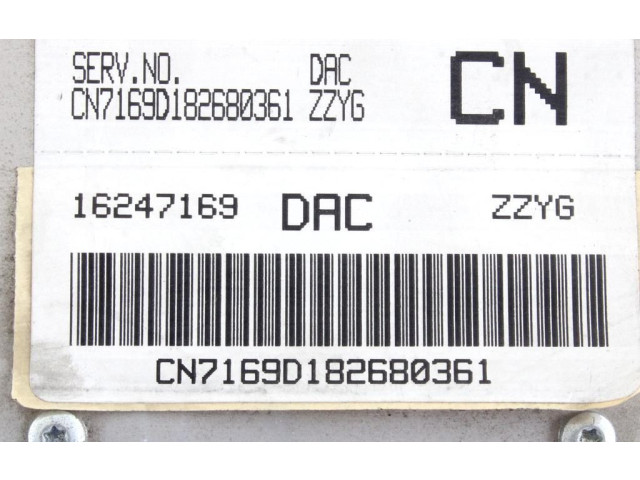 SERV.NO. DAC CN
CN7169D182680361 ZZYG
16247169 DAC ZZYG
CN7169D182680361